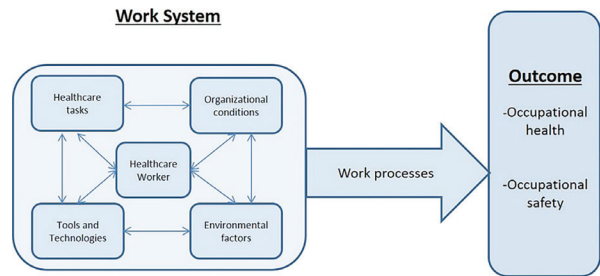 Work System
Healthcare
tasks
Organizational
conditions
Healthcare
Worker
Tools and
Technologies
Environmental
factors
Work processes
Outcome
-Occupational
health
-Occupational
safety